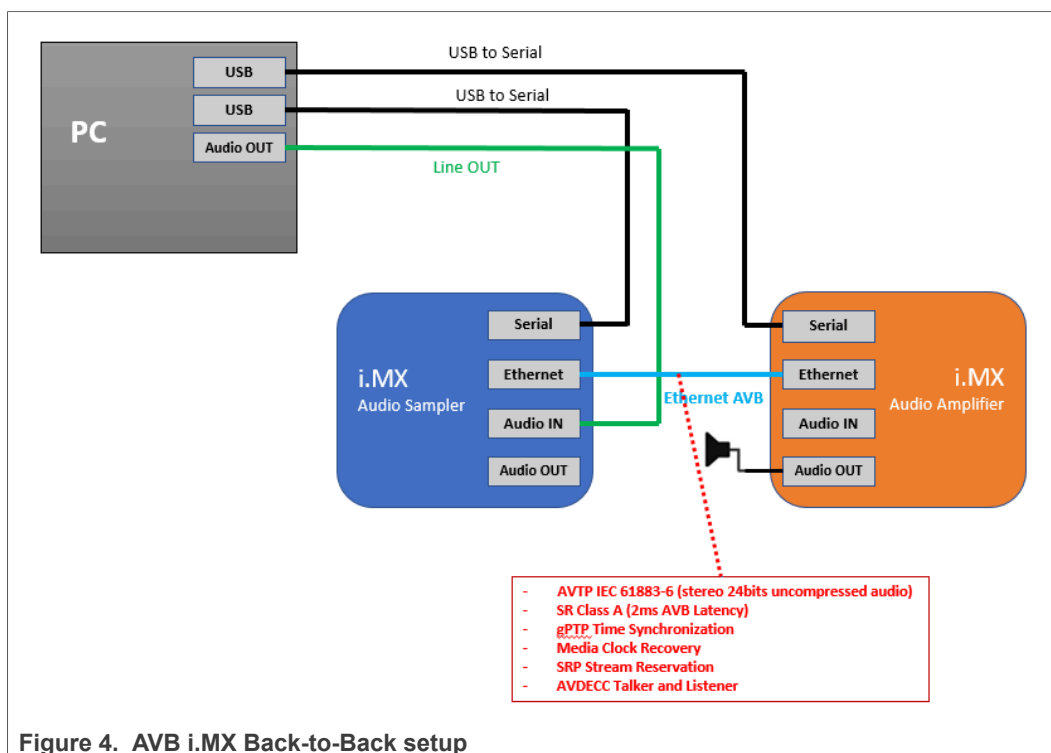 USB to Serial
USB
USB to Serial
USB
PC
Audio OUT
Line OUT
Serial
i.MX
Audio Sampler
Ethernet
Audio IN
Audio OUT
Ethernet AVB
Serial
Ethernet
i.MX
Audio Amplifier
Audio IN
Audio OUT
- AVTP IEC 61883-6 (stereo 24bits uncompressed audio)
- SR Class A (2ms AVB Latency)
- gPTP Time Synchronization
- Media Clock Recovery
- SRP Stream Reservation
- AVDECC Talker and Listener
Figure 4. AVB i.MX Back-to-Back setup